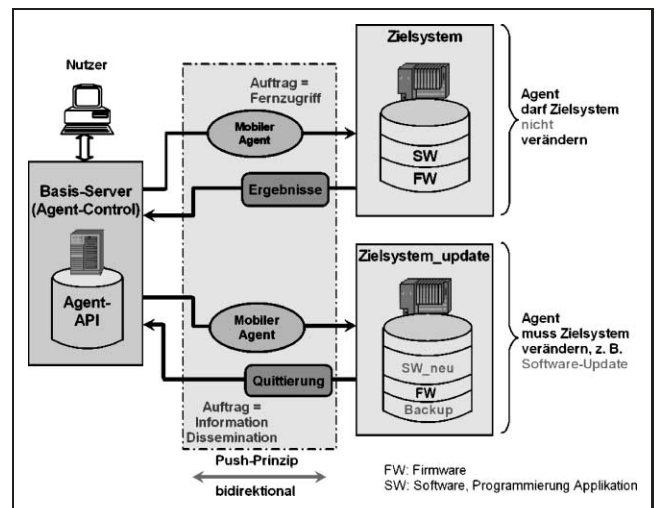 Nutzer
Basis-Server
(Agent-Control)
Agent-
API
Auftrag =
Fernzugriff
Mobiler
Agent
Ergebnisse
Mobiler
Agent
Quittierung
Auftrag =
Information
Dissemination
Push-Prinzip
bidirektional
Zielsystem
SW
FW
Agent
darf Zielsystem
nicht
verändern
Zielsystem_update
SW_neu
FW
Backup
Agent
muss Zielsystem
verändern, z. B.
Software-Update
FW: Firmware
SW: Software, Programmierung Applikation